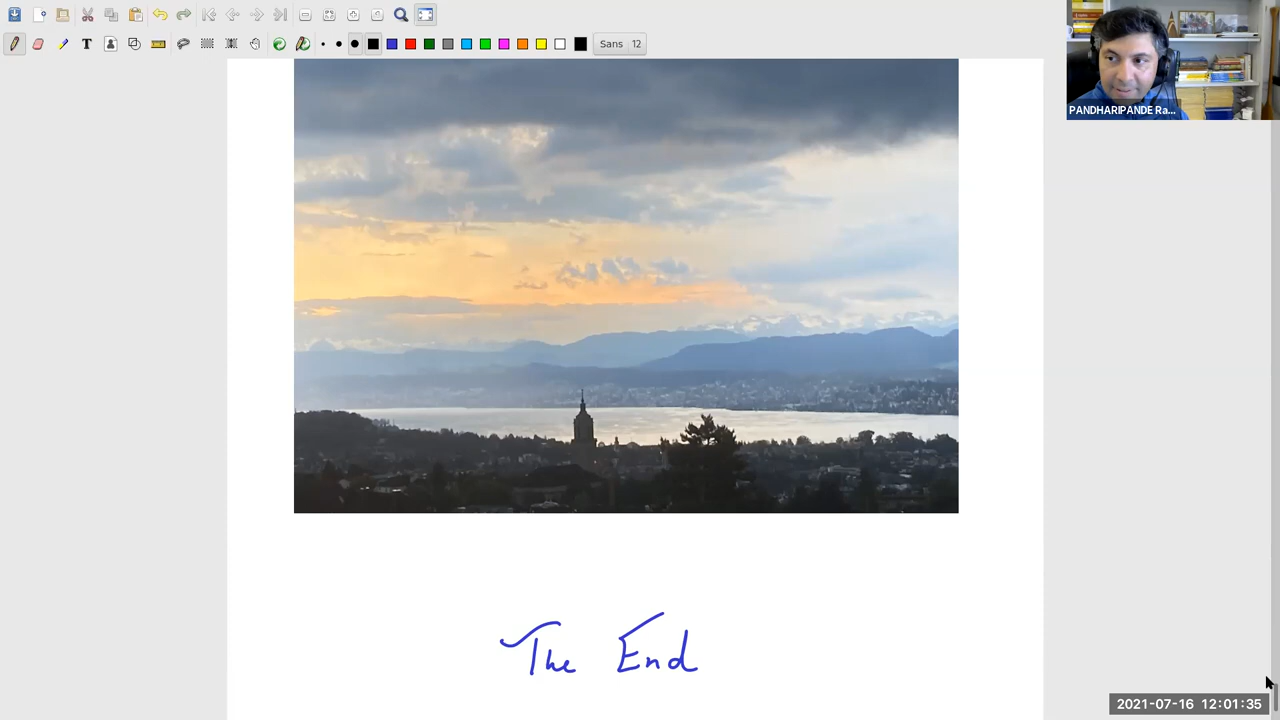 T
Sans 12
PANDHARIPANDE Ra...
The End
2021-07-16 12:01:35